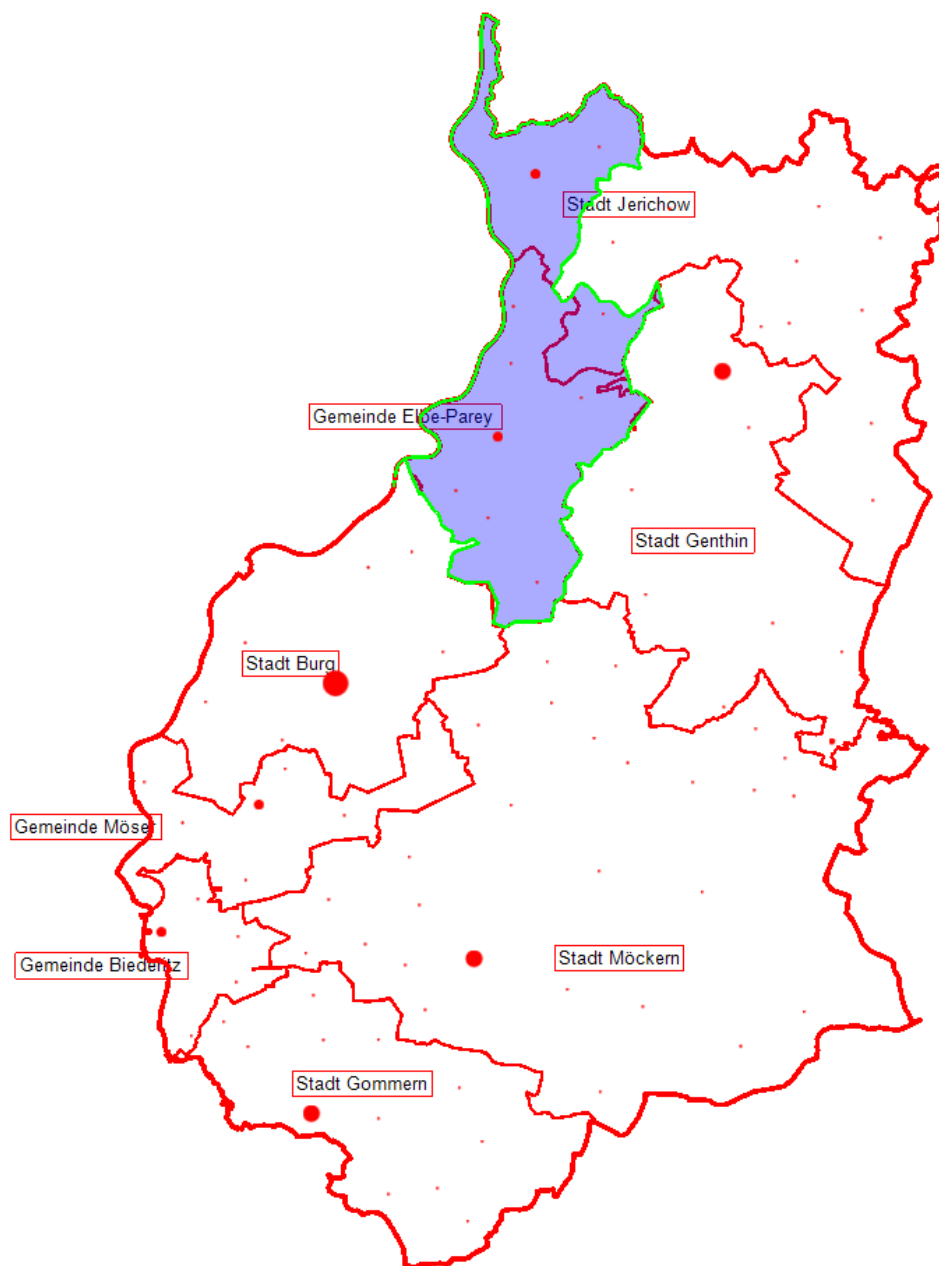 Stadt Jerichow
Gemeinde Elbe-Parey
Stadt Genthin
Stadt Burg
Gemeinde Möser
Gemeinde Biederitz
Stadt Möckern
Stadt Gommern